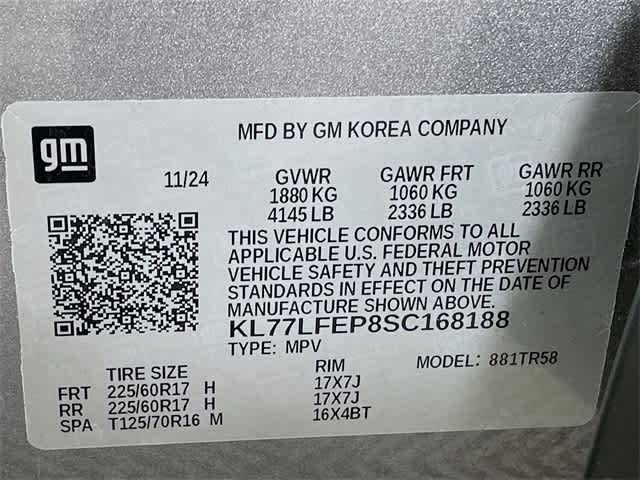 gm
MFD BY GM KOREA COMPANY
11/24 GVWR GAWR FRT GAWR RR
1880 KG 1060 KG 1060 KG
4145 LB 2336 LB 2336 LB
THIS VEHICLE CONFORMS TO ALL
APPLICABLE U.S. FEDERAL MOTOR
VEHICLE SAFETY AND THEFT PREVENTION
STANDARDS IN EFFECT ON THE DATE OF
MANUFACTURE SHOWN ABOVE.
KL77LFEP8SC168188
TYPE: MPV MODEL: 881TR58
TIRE SIZE RIM
FRT 225/60R17 H 17X7J
RR 225/60R17 H 17X7J
SPA T125/70R16 M 16X4BT